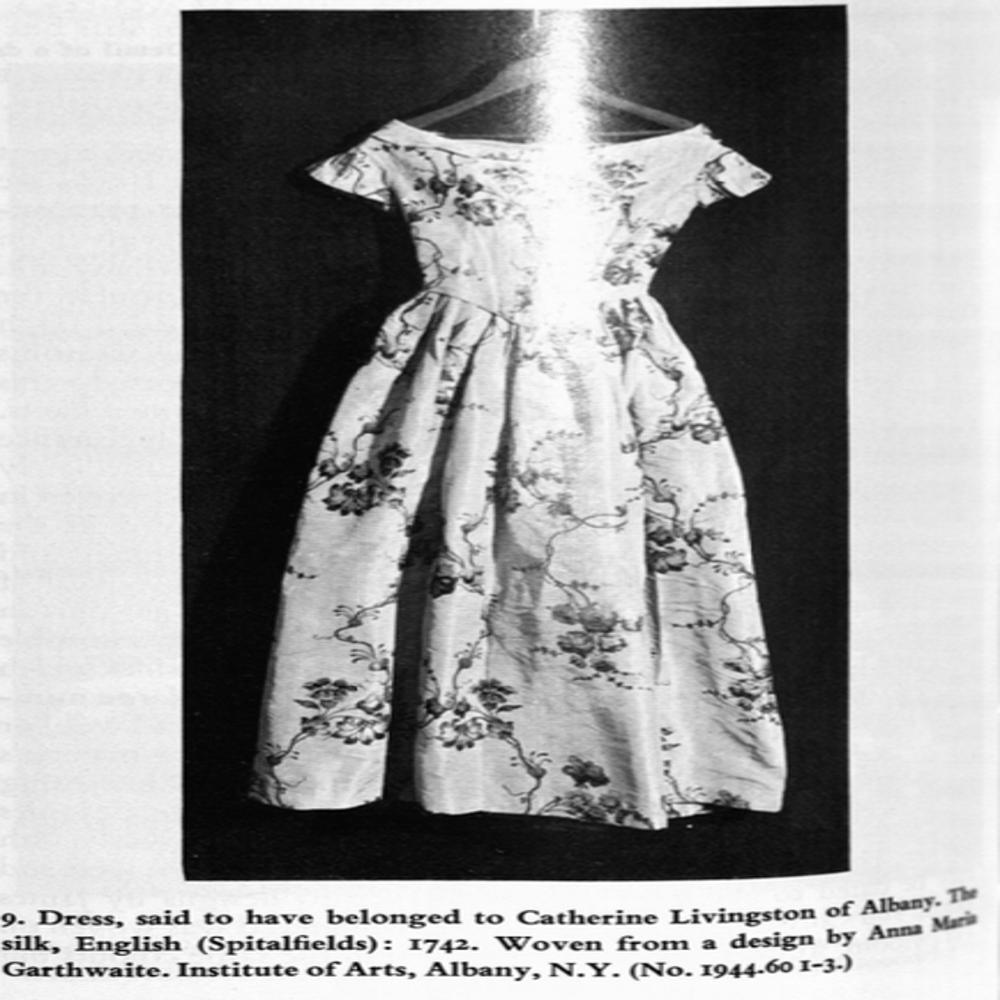 9. Dress, said to have belonged to Catherine Livingston of Albany. The
silk, English (Spitalfields): 1742. Woven from a design by Anna Maria
Garthwaite. Institute of Arts, Albany, N.Y. (No. 1944.60 1-3.)